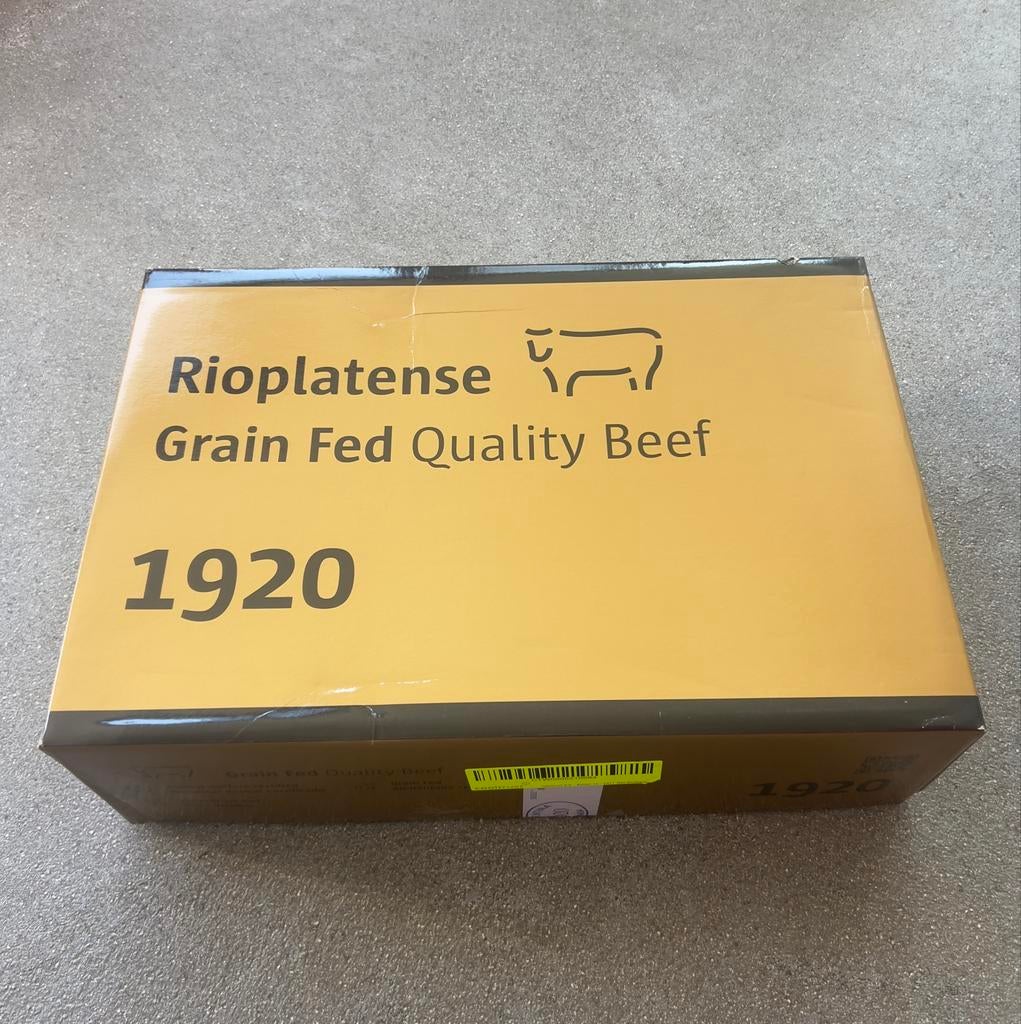 Rioplatense
Grain Fed Quality Beef
1920
Grain Fed Quality Beef
1920